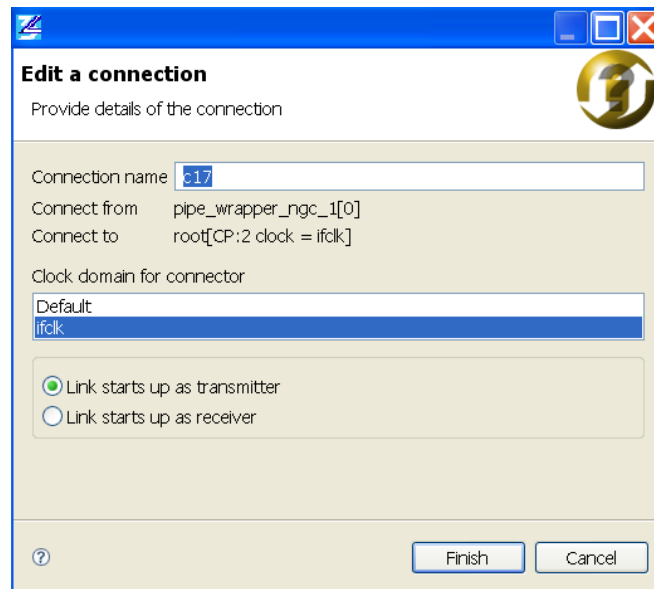 Edit a connection
Provide details of the connection
Connection name c17
Connect from pipe_wrapper_ngc_1[0]
Connect to root[CP:2 clock = ifclk]
Clock domain for connector
Default
ifclk
Link starts up as transmitter
Link starts up as receiver
Finish Cancel